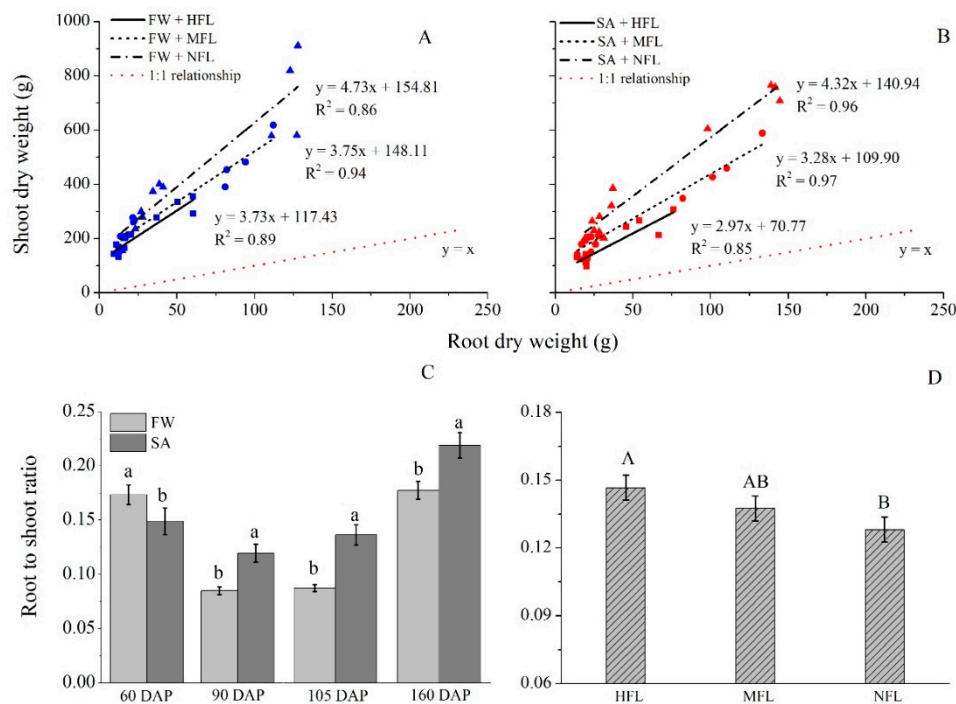 FW + HFL
FW + MFL
FW + NFL
1:1 relationship
A
y = 4.73x + 154.81
R² = 0.86
y = 3.75x + 148.11
R² = 0.94
y = 3.73x + 117.43
R² = 0.89
y = x
Shoot dry weight (g)
1000
800
600
400
200
0
0 50 100 150 200 250
SA + HFL
SA + MFL
SA + NFL
1:1 relationship
B
y = 4.32x + 140.94
R² = 0.96
y = 3.28x + 109.90
R² = 0.97
y = 2.97x + 70.77
R² = 0.85
y = x
0 50 100 150 200 250
Root dry weight (g)
C
FW
SA
Root to shoot ratio
0.25
0.20
0.15
0.10
0.05
0.00
a
b
b
a
b
a
b
a
60 DAP 90 DAP 105 DAP 160 DAP
D
0.18
0.15
0.12
0.09
0.06
A
AB
B
HFL MFL NFL